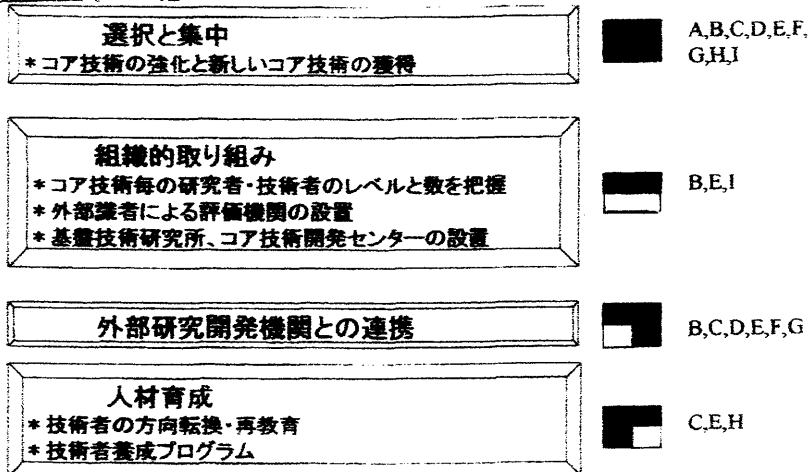 選択と集中
*コア技術の強化と新しいコア技術の獲得
A,B,C,D,E,F,
G,H,I
組織的取り組み
*コア技術毎の研究者・技術者のレベルと数を把握
*外部識者による評価機関の設置
*基盤技術研究所、コア技術開発センターの設置
B,E,I
外部研究開発機関との連携
B,C,D,E,F,G
人材育成
*技術者の方向転換・再教育
*技術者養成プログラム
C,E,H